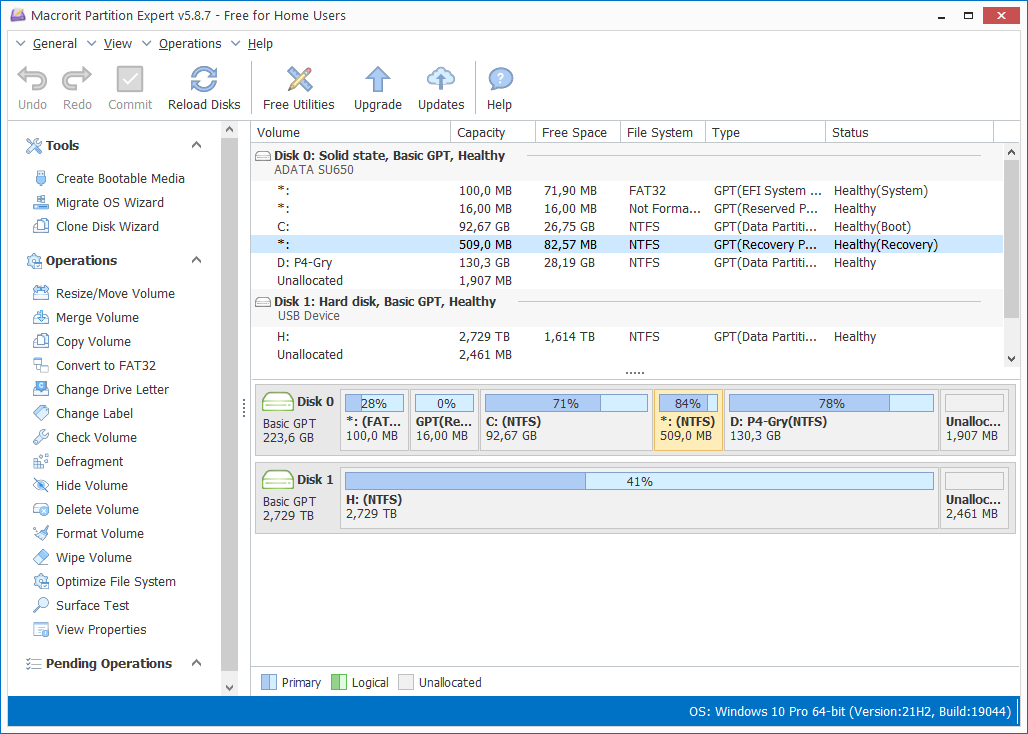 Macrorit Partition Expert v5.8.7 - Free for Home Users
General View Operations Help
Undo Redo Commit Reload Disks Free Utilities Upgrade Updates Help
Tools
Create Bootable Media
Migrate OS Wizard
Clone Disk Wizard
Operations
Resize/Move Volume
Merge Volume
Copy Volume
Convert to FAT32
Change Drive Letter
Change Label
Check Volume
Defragment
Hide Volume
Delete Volume
Format Volume
Wipe Volume
Optimize File System
Surface Test
View Properties
Pending Operations
Volume Capacity Free Space File System Type Status
Disk 0: Solid state, Basic GPT, Healthy
ADATA SU650
*: 100,0 MB 71,90 MB FAT32 GPT(EFI System ... Healthy(System)
*: 16,00 MB 16,00 MB Not Forma... GPT(Reserved P... Healthy
C: 92,67 GB 26,75 GB NTFS GPT(Data Partiti... Healthy(Boot)
*: 509,0 MB 82,57 MB NTFS GPT(Recovery P... Healthy(Recovery)
D: P4-Gry 130,3 GB 28,19 GB NTFS GPT(Data Partiti... Healthy
Unallocated 1,907 MB
Disk 1: Hard disk, Basic GPT, Healthy
USB Device
H: 2,729 TB 1,614 TB NTFS GPT(Data Partiti... Healthy
Unallocated 2,461 MB
Disk 0
Basic GPT
223,6 GB
28% 0% 71% 84% 78%
*: (FAT... GPT(Re... C: (NTFS) *: (NTFS) D: P4-Gry(NTFS) Unalloc...
100,0 MB 16,00 MB 92,67 GB 509,0 MB 130,3 GB 1,907 MB
Disk 1
Basic GPT
2,729 TB
41%
H: (NTFS) Unalloc...
2,729 TB 2,461 MB
Primary Logical Unallocated
OS: Windows 10 Pro 64-bit (Version:21H2, Build:19044)